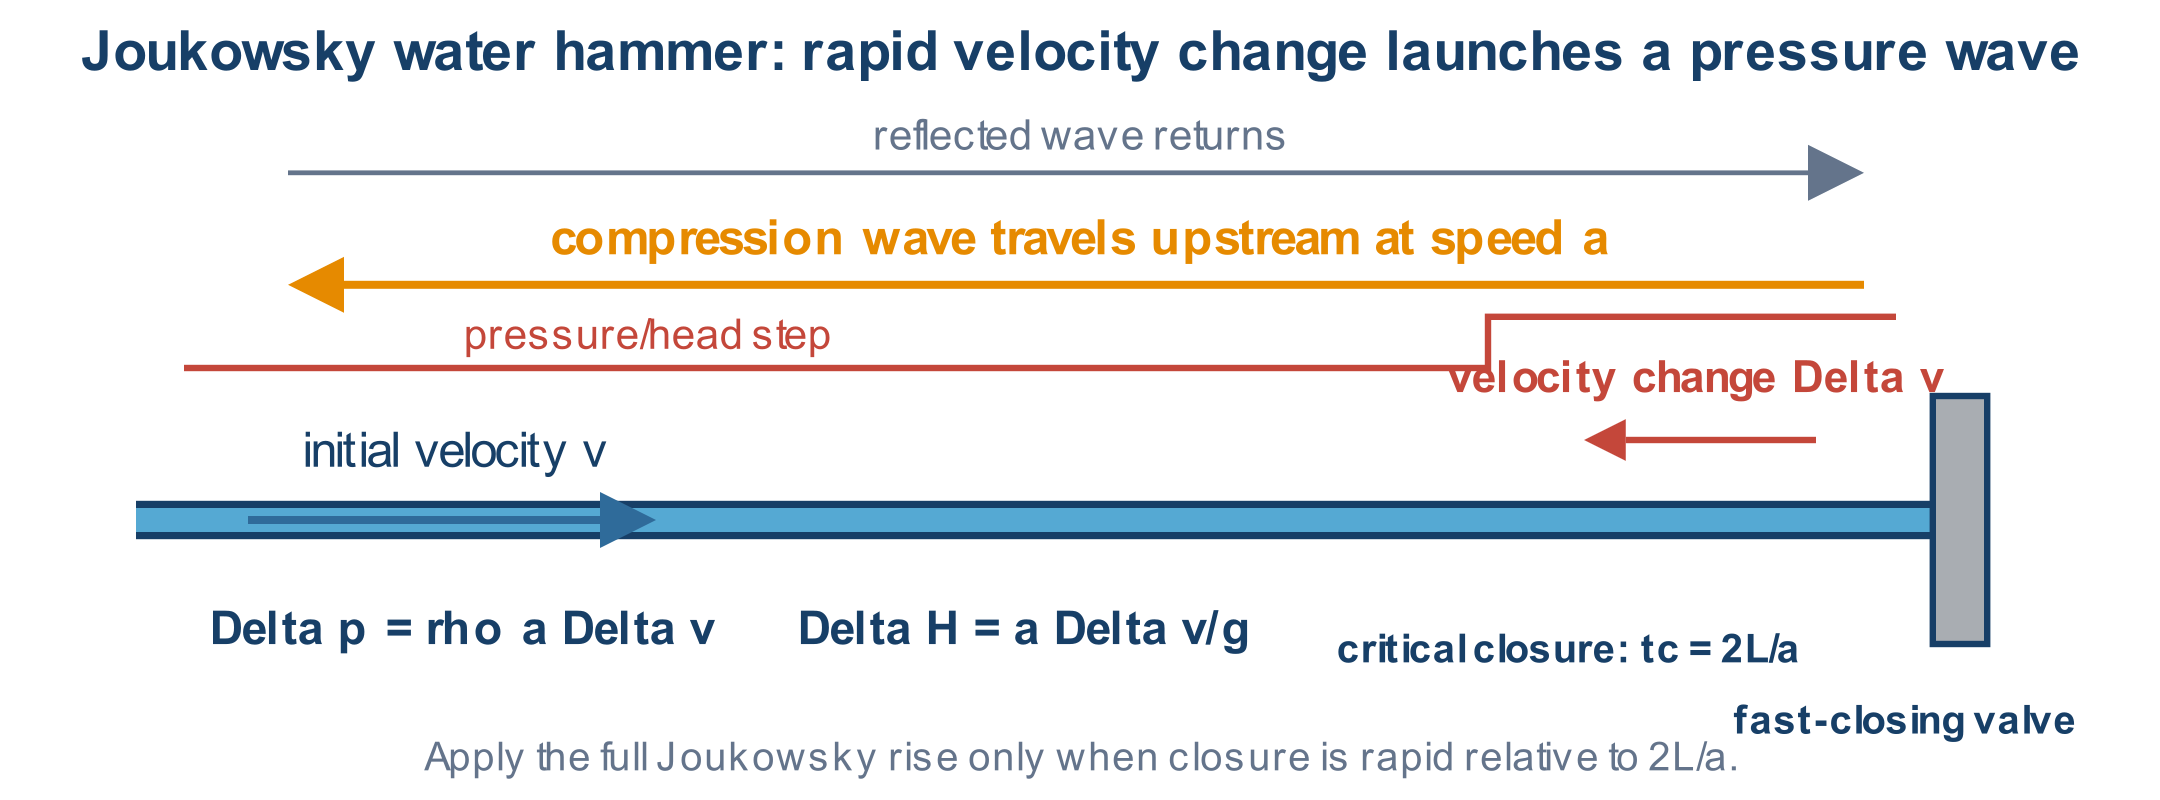 Joukowsky water hammer: rapid velocity change launches a pressure wave
reflected wave returns
compression wave travels upstream at speed a
pressure/head step
velocity change Delta v
initial velocity v
Delta p = rho a Delta v
Delta H = a Delta v/g
critical closure: tc = 2L/a
fast-closing valve
Apply the full Joukowsky rise only when closure is rapid relative to 2L/a.